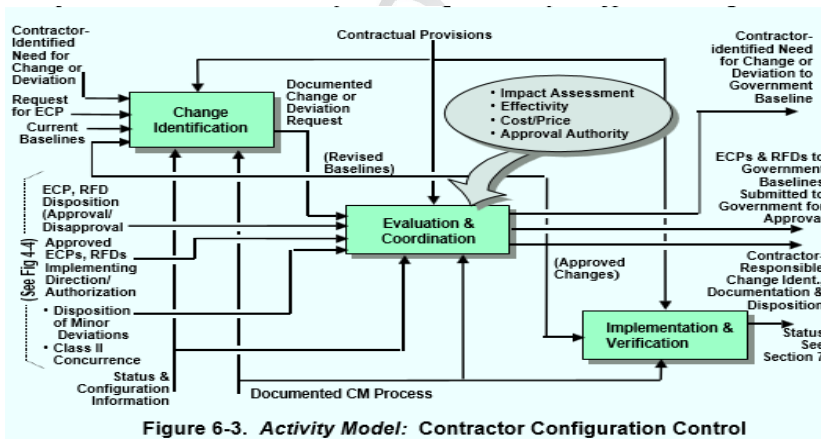 Contractor-
Identified
Need for
Change or
Deviation
Request
for ECP
Current
Baselines
Contractual Provisions
Change
Identification
Documented
Change or
Deviation
Request
• Impact Assessment
• Effectivity
• Cost/Price
• Approval Authority
Contractor-
identified Need
for Change or
Deviation to
Government
Baseline
(Revised
Baselines)
ECPs & RFDs to
Government
Baselines
Submitted to
Government for
Approval
(See Fig 4-4)
ECP, RFD
Disposition
(Approval/
Disapproval
Approved
ECPs, RFDs
Implementing
Direction/
Authorization
• Disposition
of Minor
Deviations
• Class II
Concurrence
Evaluation &
Coordination
(Approved
Changes)
Contractor-
Responsible
Change Ident.,
Documentation &
Disposition
Implementation &
Verification
Status
See
Section 7
Status &
Configuration
Information
Documented CM Process
Figure 6-3. Activity Model: Contractor Configuration Control